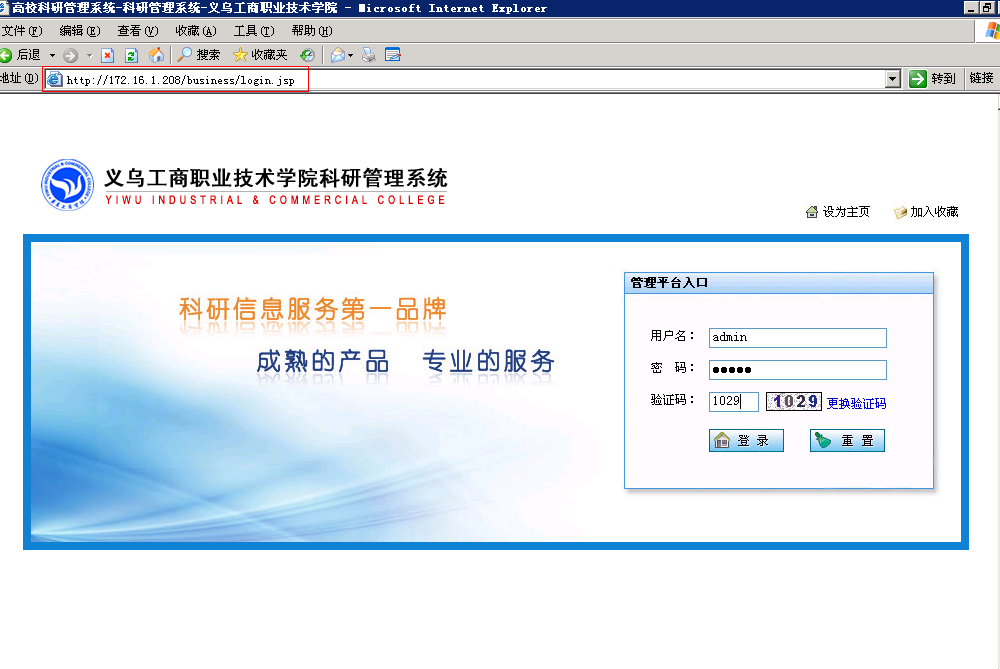 高校科研管理系统-科研管理系统-义乌工商职业技术学院 - Microsoft Internet Explorer
文件(F) 编辑(E) 查看(V) 收藏(A) 工具(T) 帮助(H)
后退 搜索 收藏夹
地址(D) http://172.16.1.208/business/login.jsp 转到 链接
义乌工商职业技术学院科研管理系统
YIWU INDUSTRIAL & COMMERCIAL COLLEGE
设为主页 加入收藏
管理平台入口
科研信息服务第一品牌
用户名： admin
成熟的产品 专业的服务
密 码： ●●●●●
验证码： 1029 1029 更换验证码
登 录 重 置